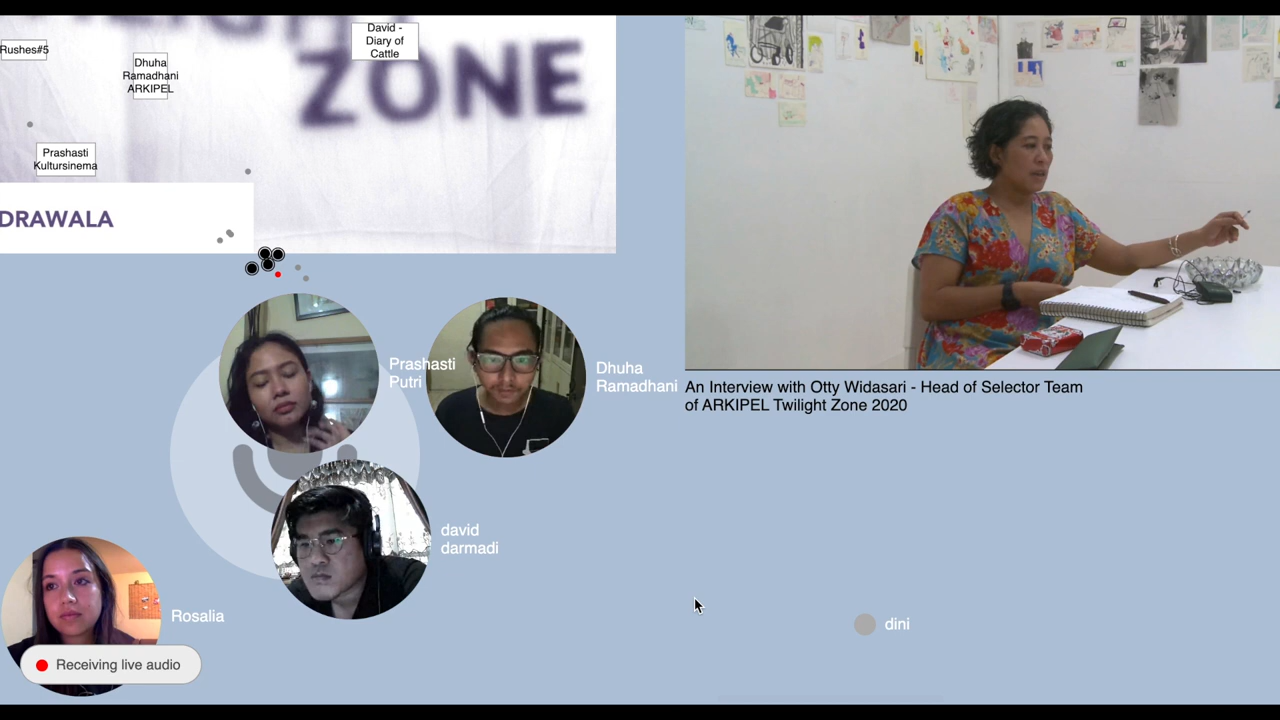 ZONE
Rushes#5
David -
Diary of
Cattle
Dhuha
Ramadhani
ARKIPEL
Prashasti
Kultursinema
DRAWALA
Prashasti
Putri
Dhuha
Ramadhani
An Interview with Otty Widasari - Head of Selector Team
of ARKIPEL Twilight Zone 2020
david
darmadi
Rosalia
dini
Receiving live audio